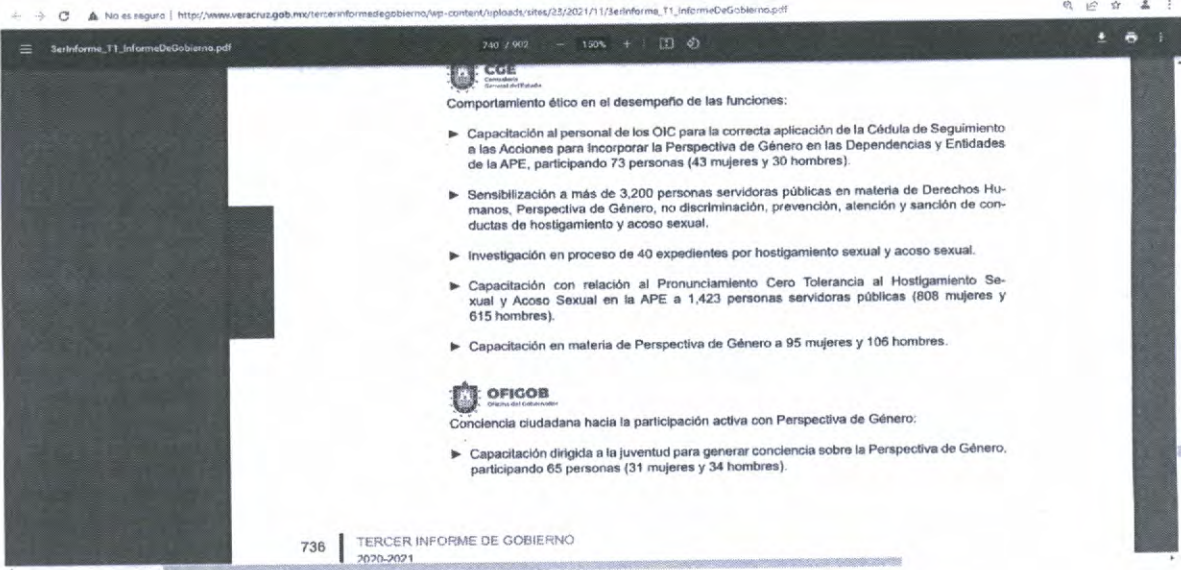 No es seguro | http://www.veracruz.gob.mx/tercerinformedegobierno/wp-content/uploads/sites/23/2021/11/3erInforme_T1_InformeDeGobierno.pdf
3erInforme_T1_InformeDeGobierno.pdf
740 / 902
150%
CGE
Contraloría
General del Estado
Comportamiento ético en el desempeño de las funciones:
► Capacitación al personal de los OIC para la correcta aplicación de la Cédula de Seguimiento
a las Acciones para Incorporar la Perspectiva de Género en las Dependencias y Entidades
de la APE, participando 73 personas (43 mujeres y 30 hombres).
► Sensibilización a más de 3,200 personas servidoras públicas en materia de Derechos Hu-
manos, Perspectiva de Género, no discriminación, prevención, atención y sanción de con-
ductas de hostigamiento y acoso sexual.
► Investigación en proceso de 40 expedientes por hostigamiento sexual y acoso sexual.
► Capacitación con relación al Pronunciamiento Cero Tolerancia al Hostigamiento Se-
xual y Acoso Sexual en la APE a 1,423 personas servidoras públicas (808 mujeres y
615 hombres).
► Capacitación en materia de Perspectiva de Género a 95 mujeres y 106 hombres.
OFIGOB
Oficina del Gobernador
Conciencia ciudadana hacia la participación activa con Perspectiva de Género:
► Capacitación dirigida a la juventud para generar conciencia sobre la Perspectiva de Género,
participando 65 personas (31 mujeres y 34 hombres).
736
TERCER INFORME DE GOBIERNO
2020-2021